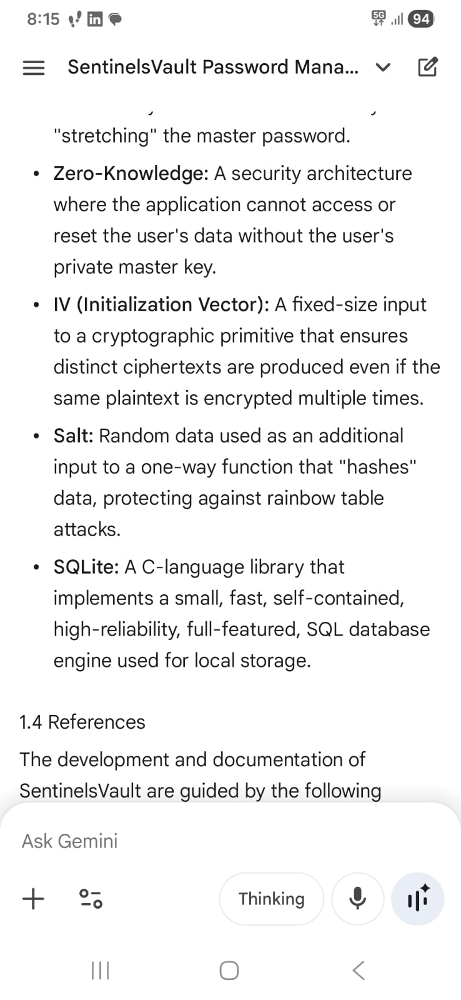 8:15
in
5G
94
SentinelsVault Password Mana...
"stretching" the master password.
• Zero-Knowledge: A security architecture
where the application cannot access or
reset the user's data without the user's
private master key.
• IV (Initialization Vector): A fixed-size input
to a cryptographic primitive that ensures
distinct ciphertexts are produced even if the
same plaintext is encrypted multiple times.
• Salt: Random data used as an additional
input to a one-way function that "hashes"
data, protecting against rainbow table
attacks.
• SQLite: A C-language library that
implements a small, fast, self-contained,
high-reliability, full-featured, SQL database
engine used for local storage.
1.4 References
The development and documentation of
SentinelsVault are guided by the following
Ask Gemini
Thinking